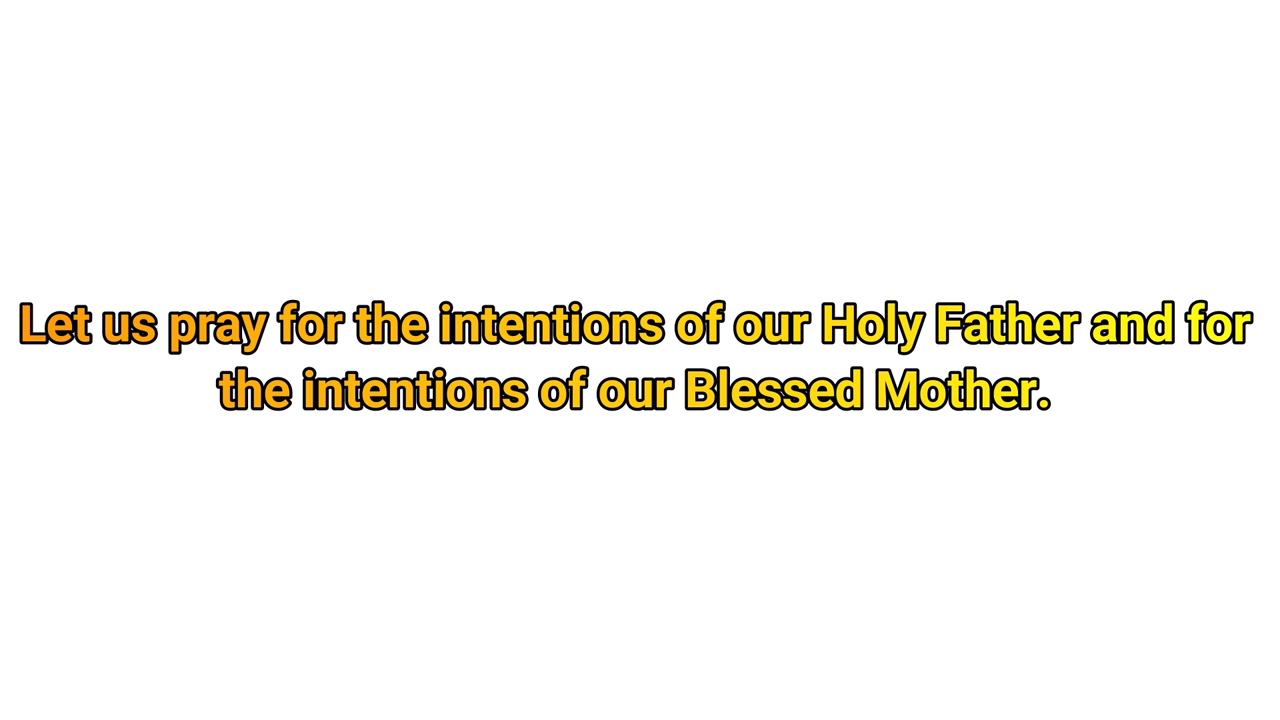 Let us pray for the intentions of our Holy Father and for
the intentions of our Blessed Mother.